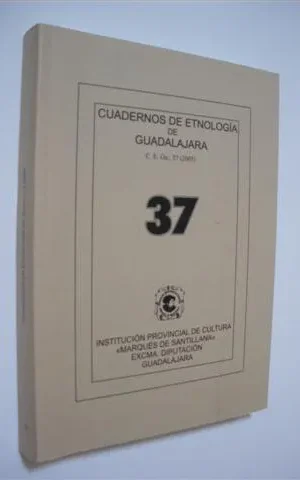 CUADERNOS DE ETNOLOGÍA
DE
GUADALAJARA
C. E. Gu., 37 (2005)
37
INSTITUCIÓN PROVINCIAL DE CULTURA
«MARQUÉS DE SANTILLANA»
EXCMA. DIPUTACIÓN
GUADALAJARA